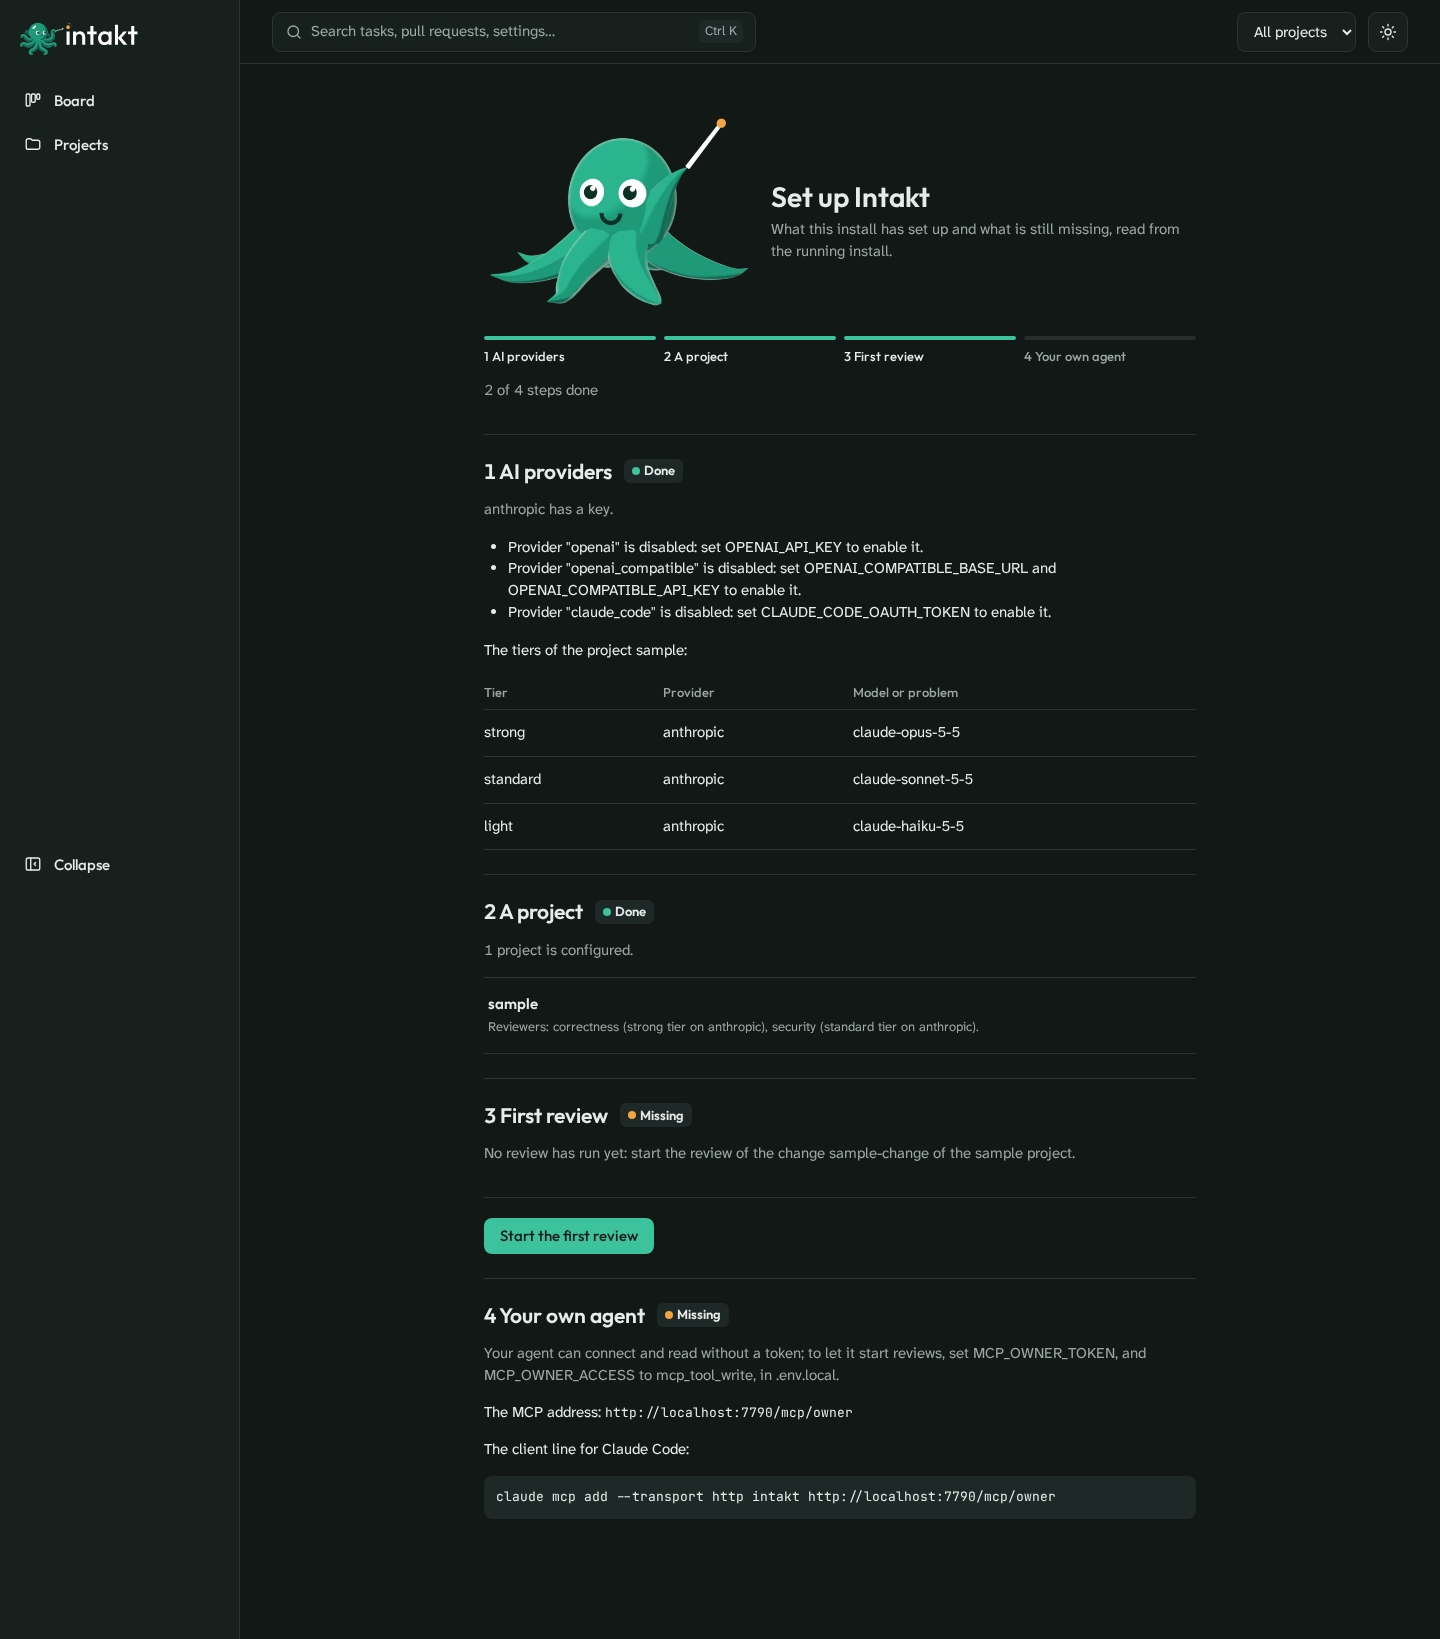 intakt
Search tasks, pull requests, settings...
Ctrl K
All projects
Board
Projects
Collapse
Set up Intakt
What this install has set up and what is still missing, read from
the running install.
1 AI providers
2 A project
3 First review
4 Your own agent
2 of 4 steps done
1 AI providers
Done
anthropic has a key.
Provider "openai" is disabled: set OPENAI_API_KEY to enable it.
Provider "openai_compatible" is disabled: set OPENAI_COMPATIBLE_BASE_URL and
OPENAI_COMPATIBLE_API_KEY to enable it.
Provider "claude_code" is disabled: set CLAUDE_CODE_OAUTH_TOKEN to enable it.
The tiers of the project sample:
Tier Provider Model or problem
strong anthropic claude-opus-5-5
standard anthropic claude-sonnet-5-5
light anthropic claude-haiku-5-5
2 A project
Done
1 project is configured.
sample
Reviewers: correctness (strong tier on anthropic), security (standard tier on anthropic).
3 First review
Missing
No review has run yet: start the review of the change sample-change of the sample project.
Start the first review
4 Your own agent
Missing
Your agent can connect and read without a token; to let it start reviews, set MCP_OWNER_TOKEN, and
MCP_OWNER_ACCESS to mcp_tool_write, in .env.local.
The MCP address: http://localhost:7790/mcp/owner
The client line for Claude Code:
claude mcp add --transport http intakt http://localhost:7790/mcp/owner